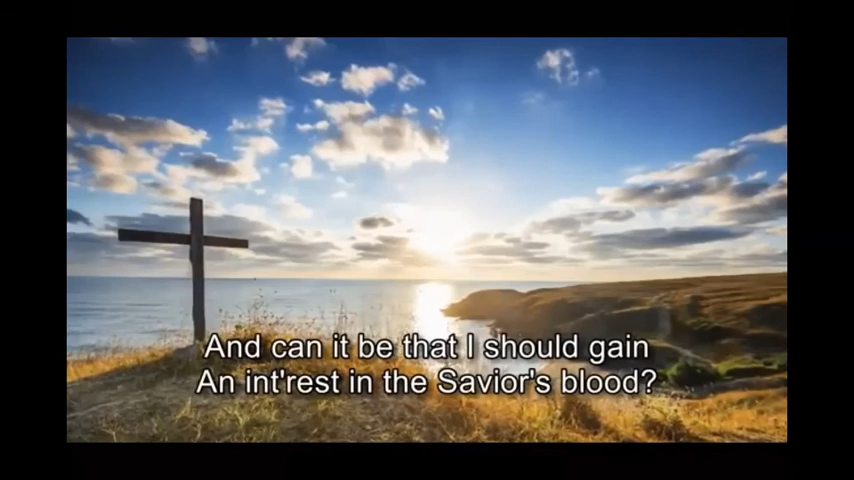 And can it be that I should gain
An int'rest in the Savior's blood?